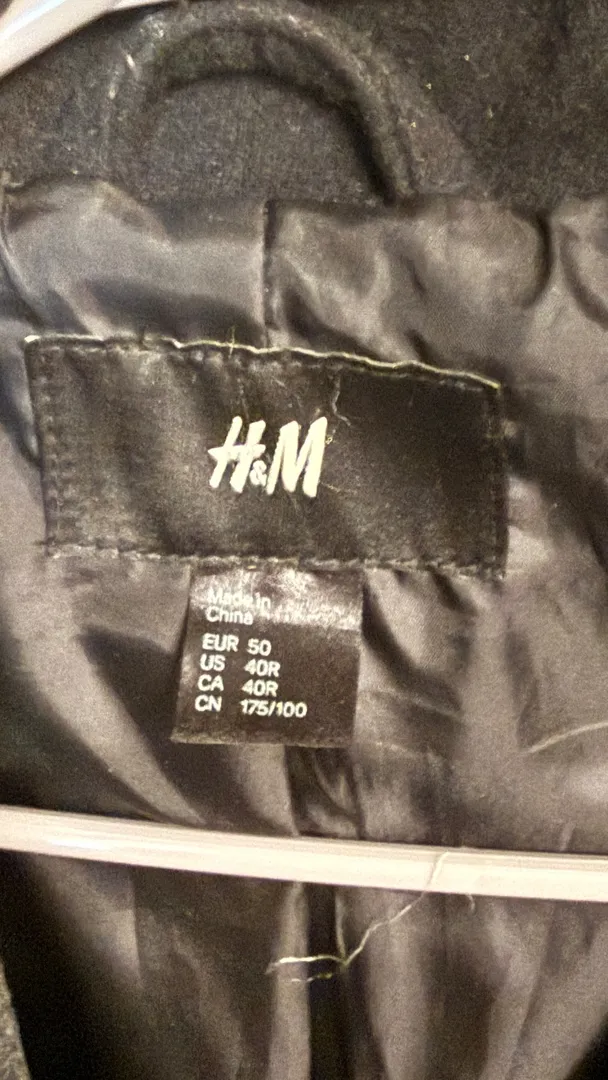 H&M
Made in
China
EUR 50
US 40R
CA 40R
CN 175/100